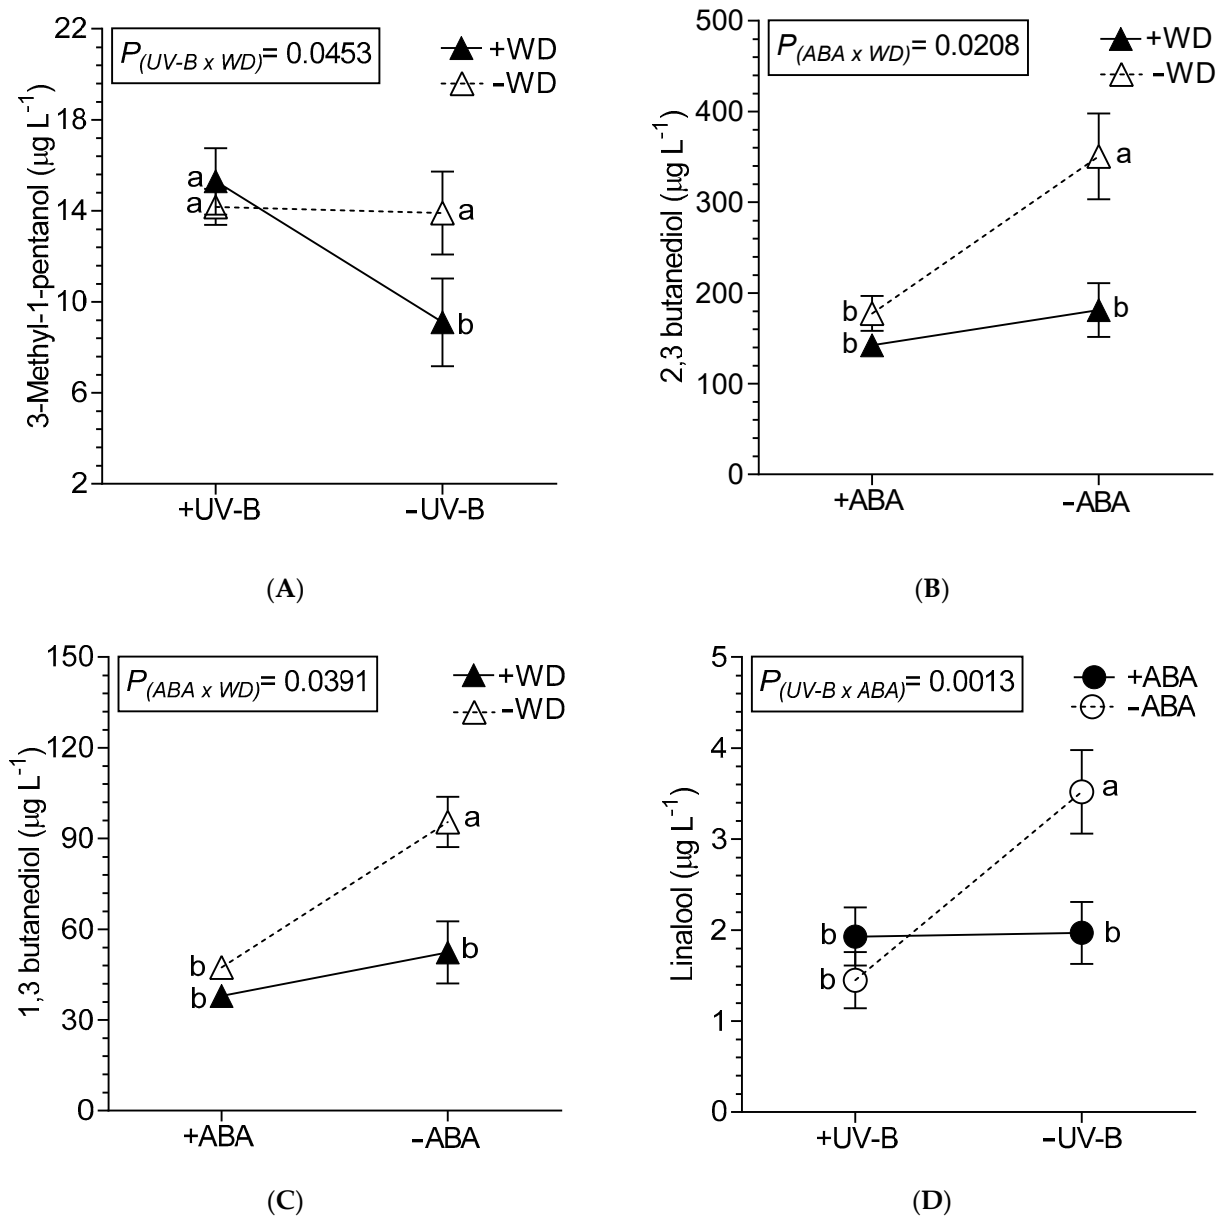 P(UV-B x WD)= 0.0453
+WD
-WD
3-Methyl-1-pentanol (µg L-1)
22
18
14
10
6
2
a
a
a
b
+UV-B
-UV-B
(A)
P(ABA x WD)= 0.0208
+WD
-WD
2,3 butanediol (µg L-1)
500
400
300
200
100
0
a
b
b
b
+ABA
-ABA
(B)
P(ABA x WD)= 0.0391
+WD
-WD
1,3 butanediol (µg L-1)
150
120
90
60
30
0
a
b
b
b
+ABA
-ABA
(C)
P(UV-B x ABA)= 0.0013
+ABA
-ABA
Linalool (µg L-1)
5
4
3
2
1
0
a
b
b
b
+UV-B
-UV-B
(D)